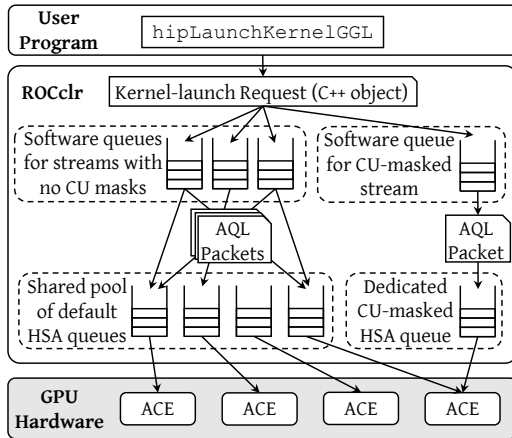 User
Program
hipLaunchKernelGGL
ROCclr
Kernel-launch Request (C++ object)
Software queues
for streams with
no CU masks
Software queue
for CU-masked
stream
AQL
Packets
AQL
Packet
Shared pool
of default
HSA queues
Dedicated
CU-masked
HSA queue
GPU
Hardware
ACE
ACE
ACE
ACE